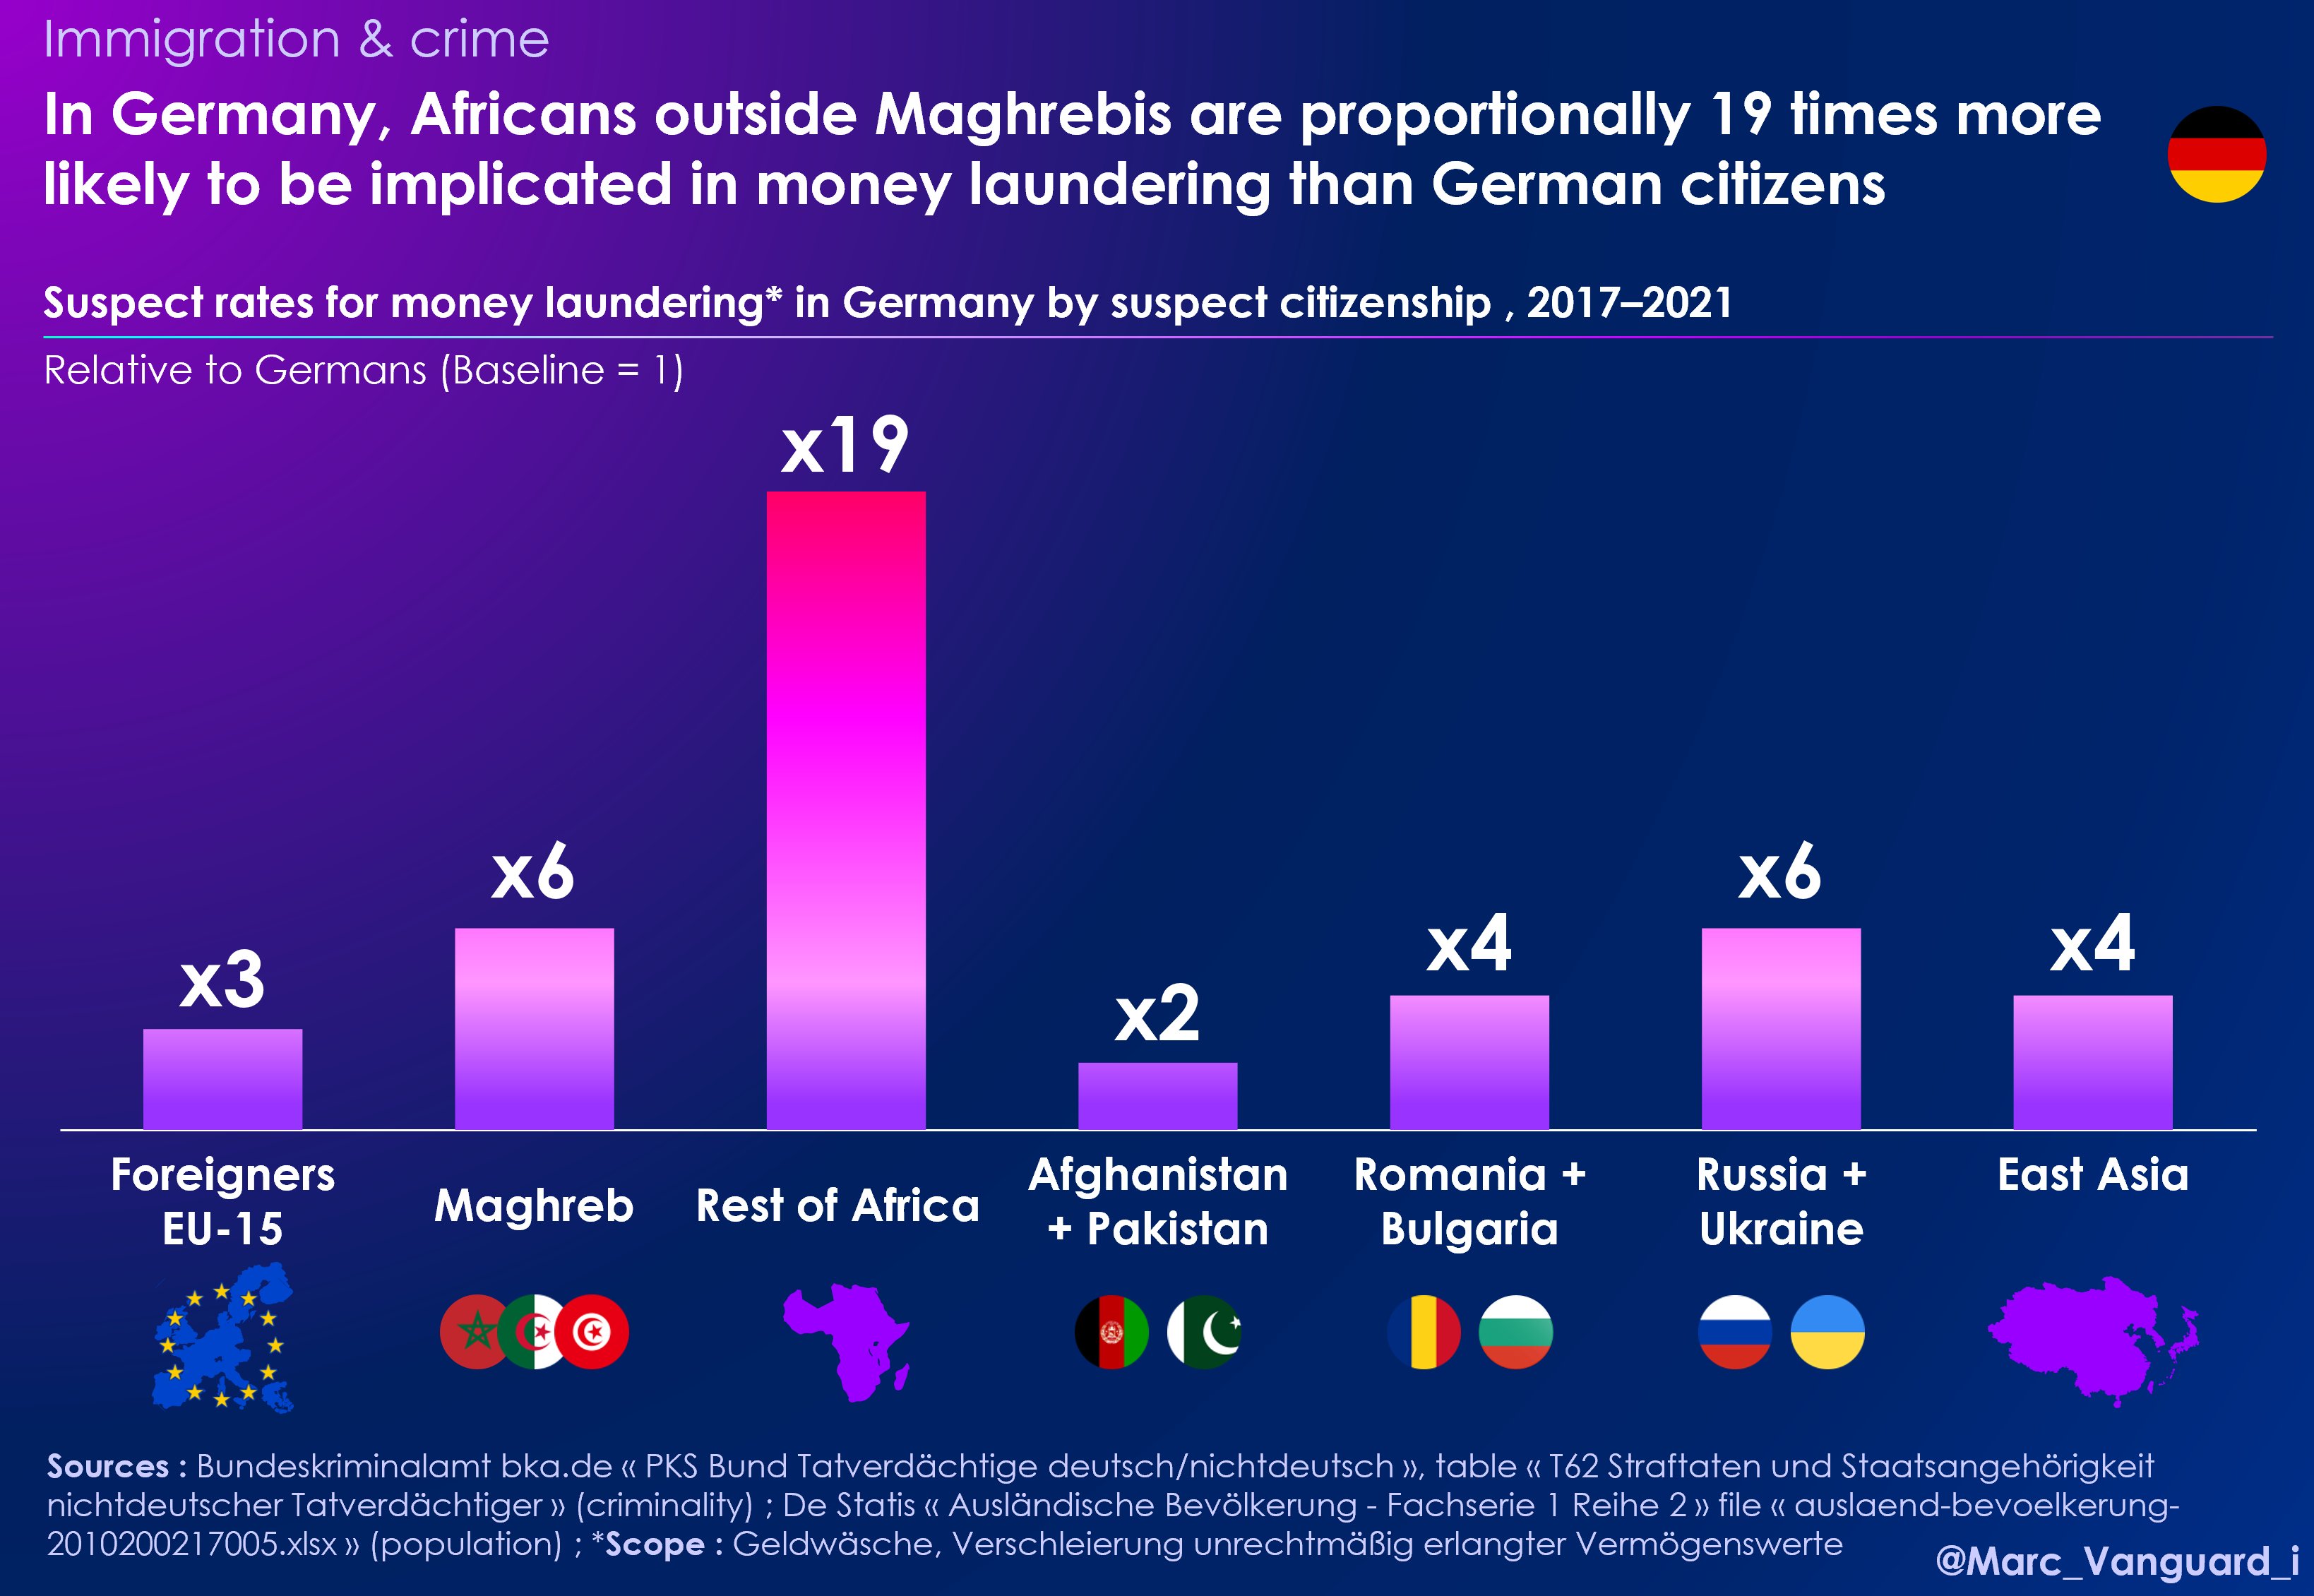 Immigration & crime
In Germany, Africans outside Maghrebis are proportionally 19 times more
likely to be implicated in money laundering than German citizens
Suspect rates for money laundering* in Germany by suspect citizenship , 2017–2021
Relative to Germans (Baseline = 1)
x3
x6
x19
x2
x4
x6
x4
Foreigners
EU-15
Maghreb
Rest of Africa
Afghanistan
+ Pakistan
Romania +
Bulgaria
Russia +
Ukraine
East Asia
Sources : Bundeskriminalamt bka.de « PKS Bund Tatverdächtige deutsch/nichtdeutsch », table « T62 Straftaten und Staatsangehörigkeit
nichtdeutscher Tatverdächtiger » (criminality) ; De Statis « Ausländische Bevölkerung - Fachserie 1 Reihe 2 » file « auslaend-bevoelkerung-
2010200217005.xlsx » (population) ; *Scope : Geldwäsche, Verschleierung unrechtmäßig erlangter Vermögenswerte
@Marc_Vanguard_i